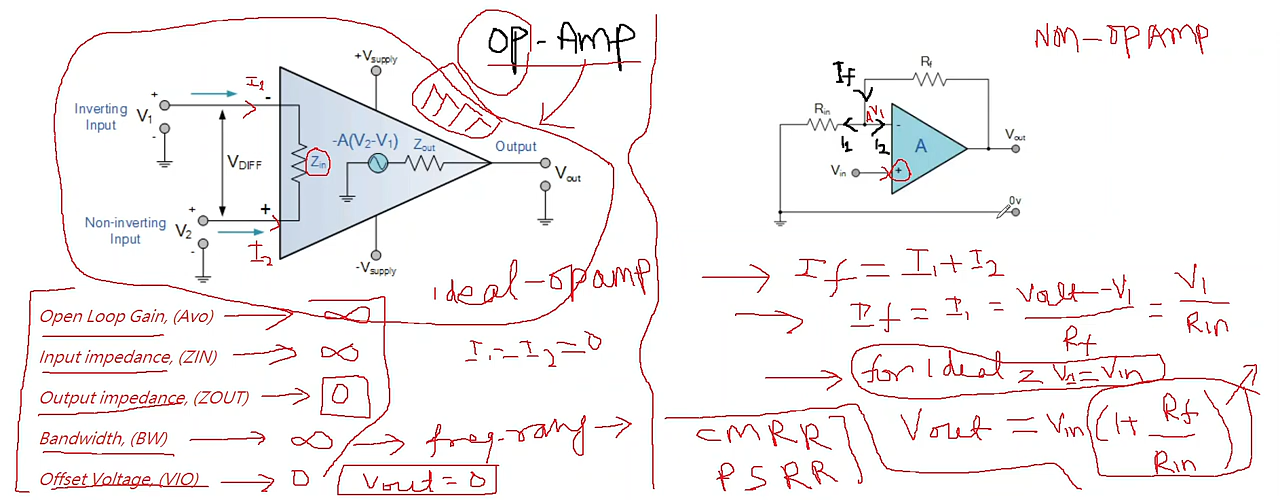 OP-AMP
+Vsupply
I1
Inverting Input
+
V1
-
-
VDIFF
Zin
-A(V2-V1)
Zout
Output
Vout
Non-inverting Input
+
V2
-
+
I2
-Vsupply
ideal-opamp
Open Loop Gain, (Avo) → ∞
Input impedance, (ZIN) → ∞
Output impedance, (ZOUT) → 0
Bandwidth, (BW) → ∞ → freq-rang →
Offset Voltage, (VIO) → 0 Vout = 0
I1=I2=0
NON-OPAMP
If
Rf
Rin
A
V1
-
I1
I2
A
Vin
+
Vout
0v
→ If = I1+I2
→ If = I1 = Volt-V1 / Rf = V1 / Rin
→ for ideal z V1=Vin
Vout = Vin (1+ Rf / Rin)
CMRR
PSRR